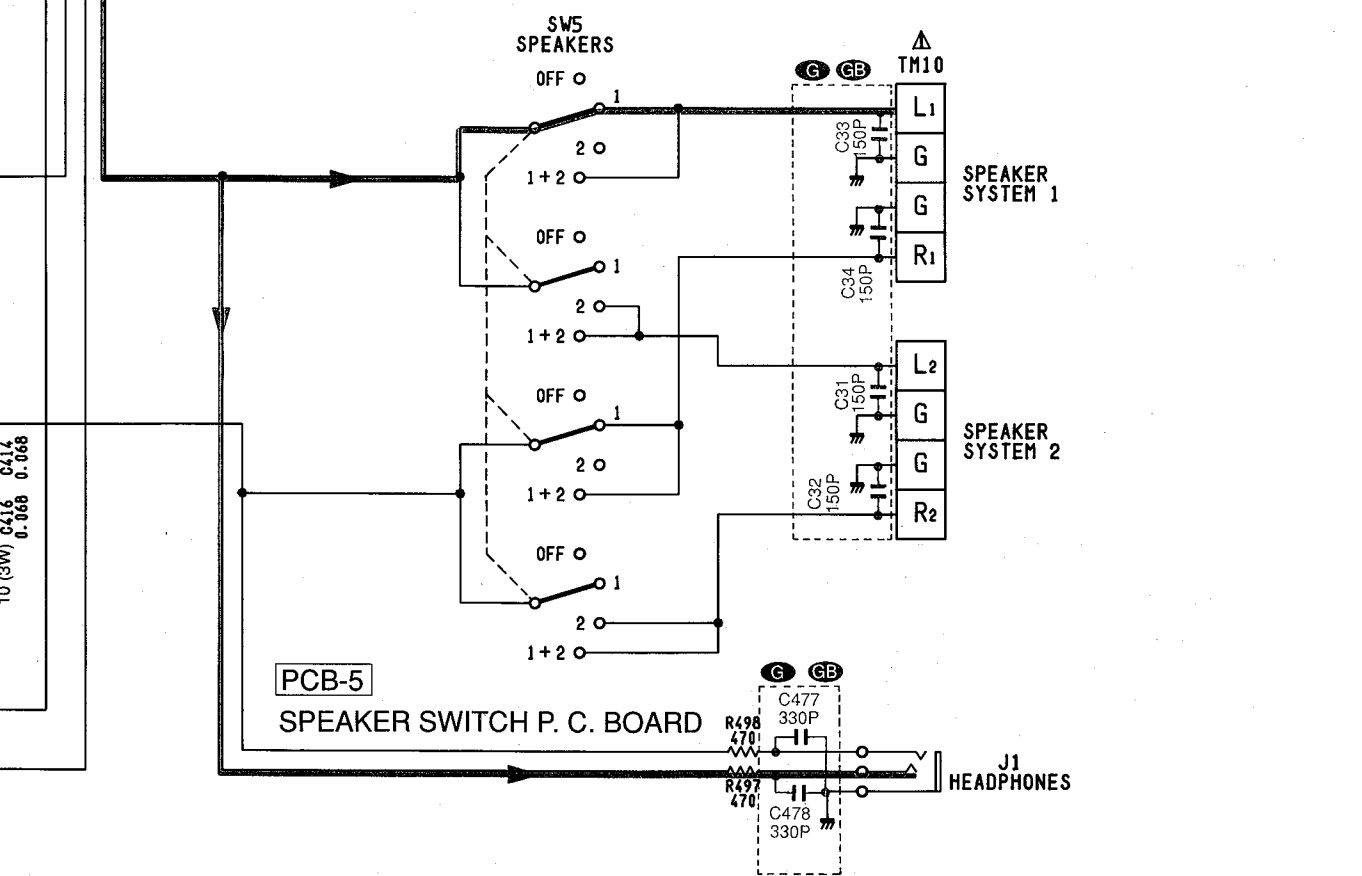 SW5
SPEAKERS
OFF
1
2
1+2
OFF
1
2
1+2
OFF
1
2
1+2
OFF
1
2
1+2
G GB
TM10
L1
G
G
R1
C33
150P
C34
150P
SPEAKER
SYSTEM 1
L2
G
G
R2
C31
150P
C32
150P
SPEAKER
SYSTEM 2
C414
0.068
C416
0.068
10 (3W)
PCB-5
SPEAKER SWITCH P. C. BOARD
G GB
C477
330P
R498
470
R497
470
C478
330P
J1
HEADPHONES